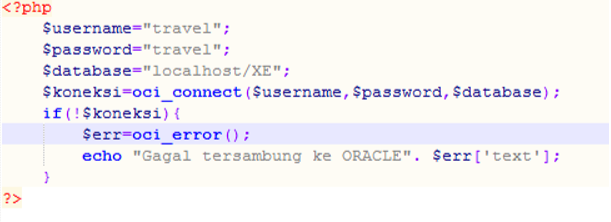 <?php
$username="travel";
$password="travel";
$database="localhost/XE";
$koneksi=oci_connect($username,$password,$database);
if(!$koneksi){
$err=oci_error();
echo "Gagal tersambung ke ORACLE". $err['text'];
}
?>